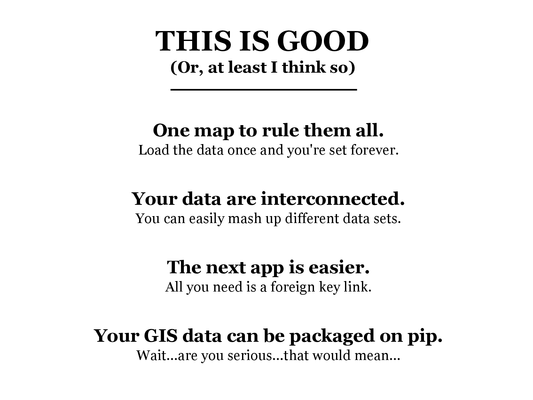 THIS IS GOOD
(Or, at least I think so)
One map to rule them all.
Load the data once and you're set forever.
Your data are interconnected.
You can easily mash up different data sets.
The next app is easier.
All you need is a foreign key link.
Your GIS data can be packaged on pip.
Wait...are you serious...that would mean...